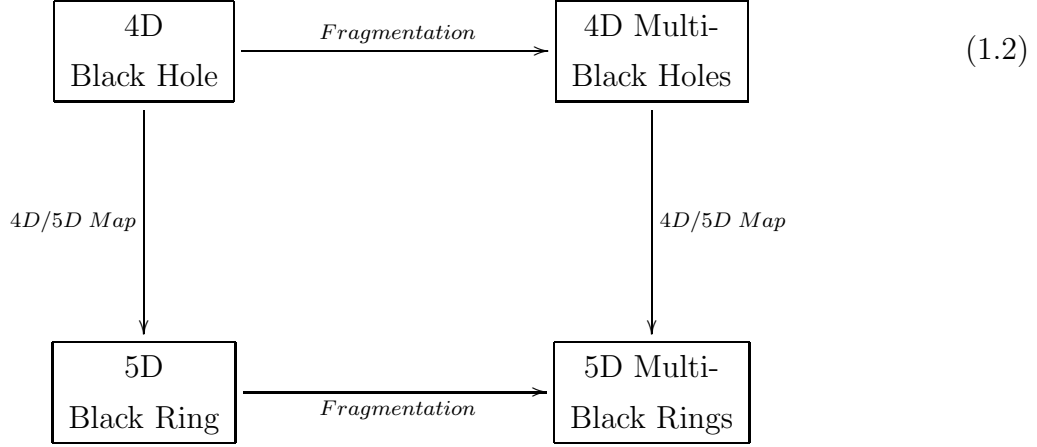 4D
Black Hole
Fragmentation
4D Multi-
Black Holes
(1.2)
4D/5D Map
4D/5D Map
5D
Black Ring
Fragmentation
5D Multi-
Black Rings